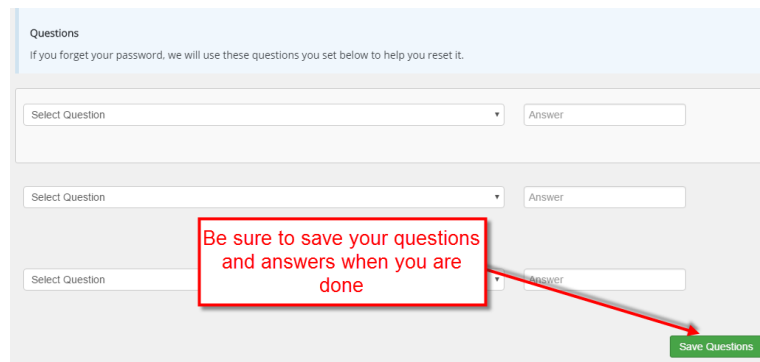 Questions
If you forget your password, we will use these questions you set below to help you reset it.
Select Question
Answer
Select Question
Answer
Be sure to save your questions
and answers when you are
done
Select Question
Answer
Save Questions